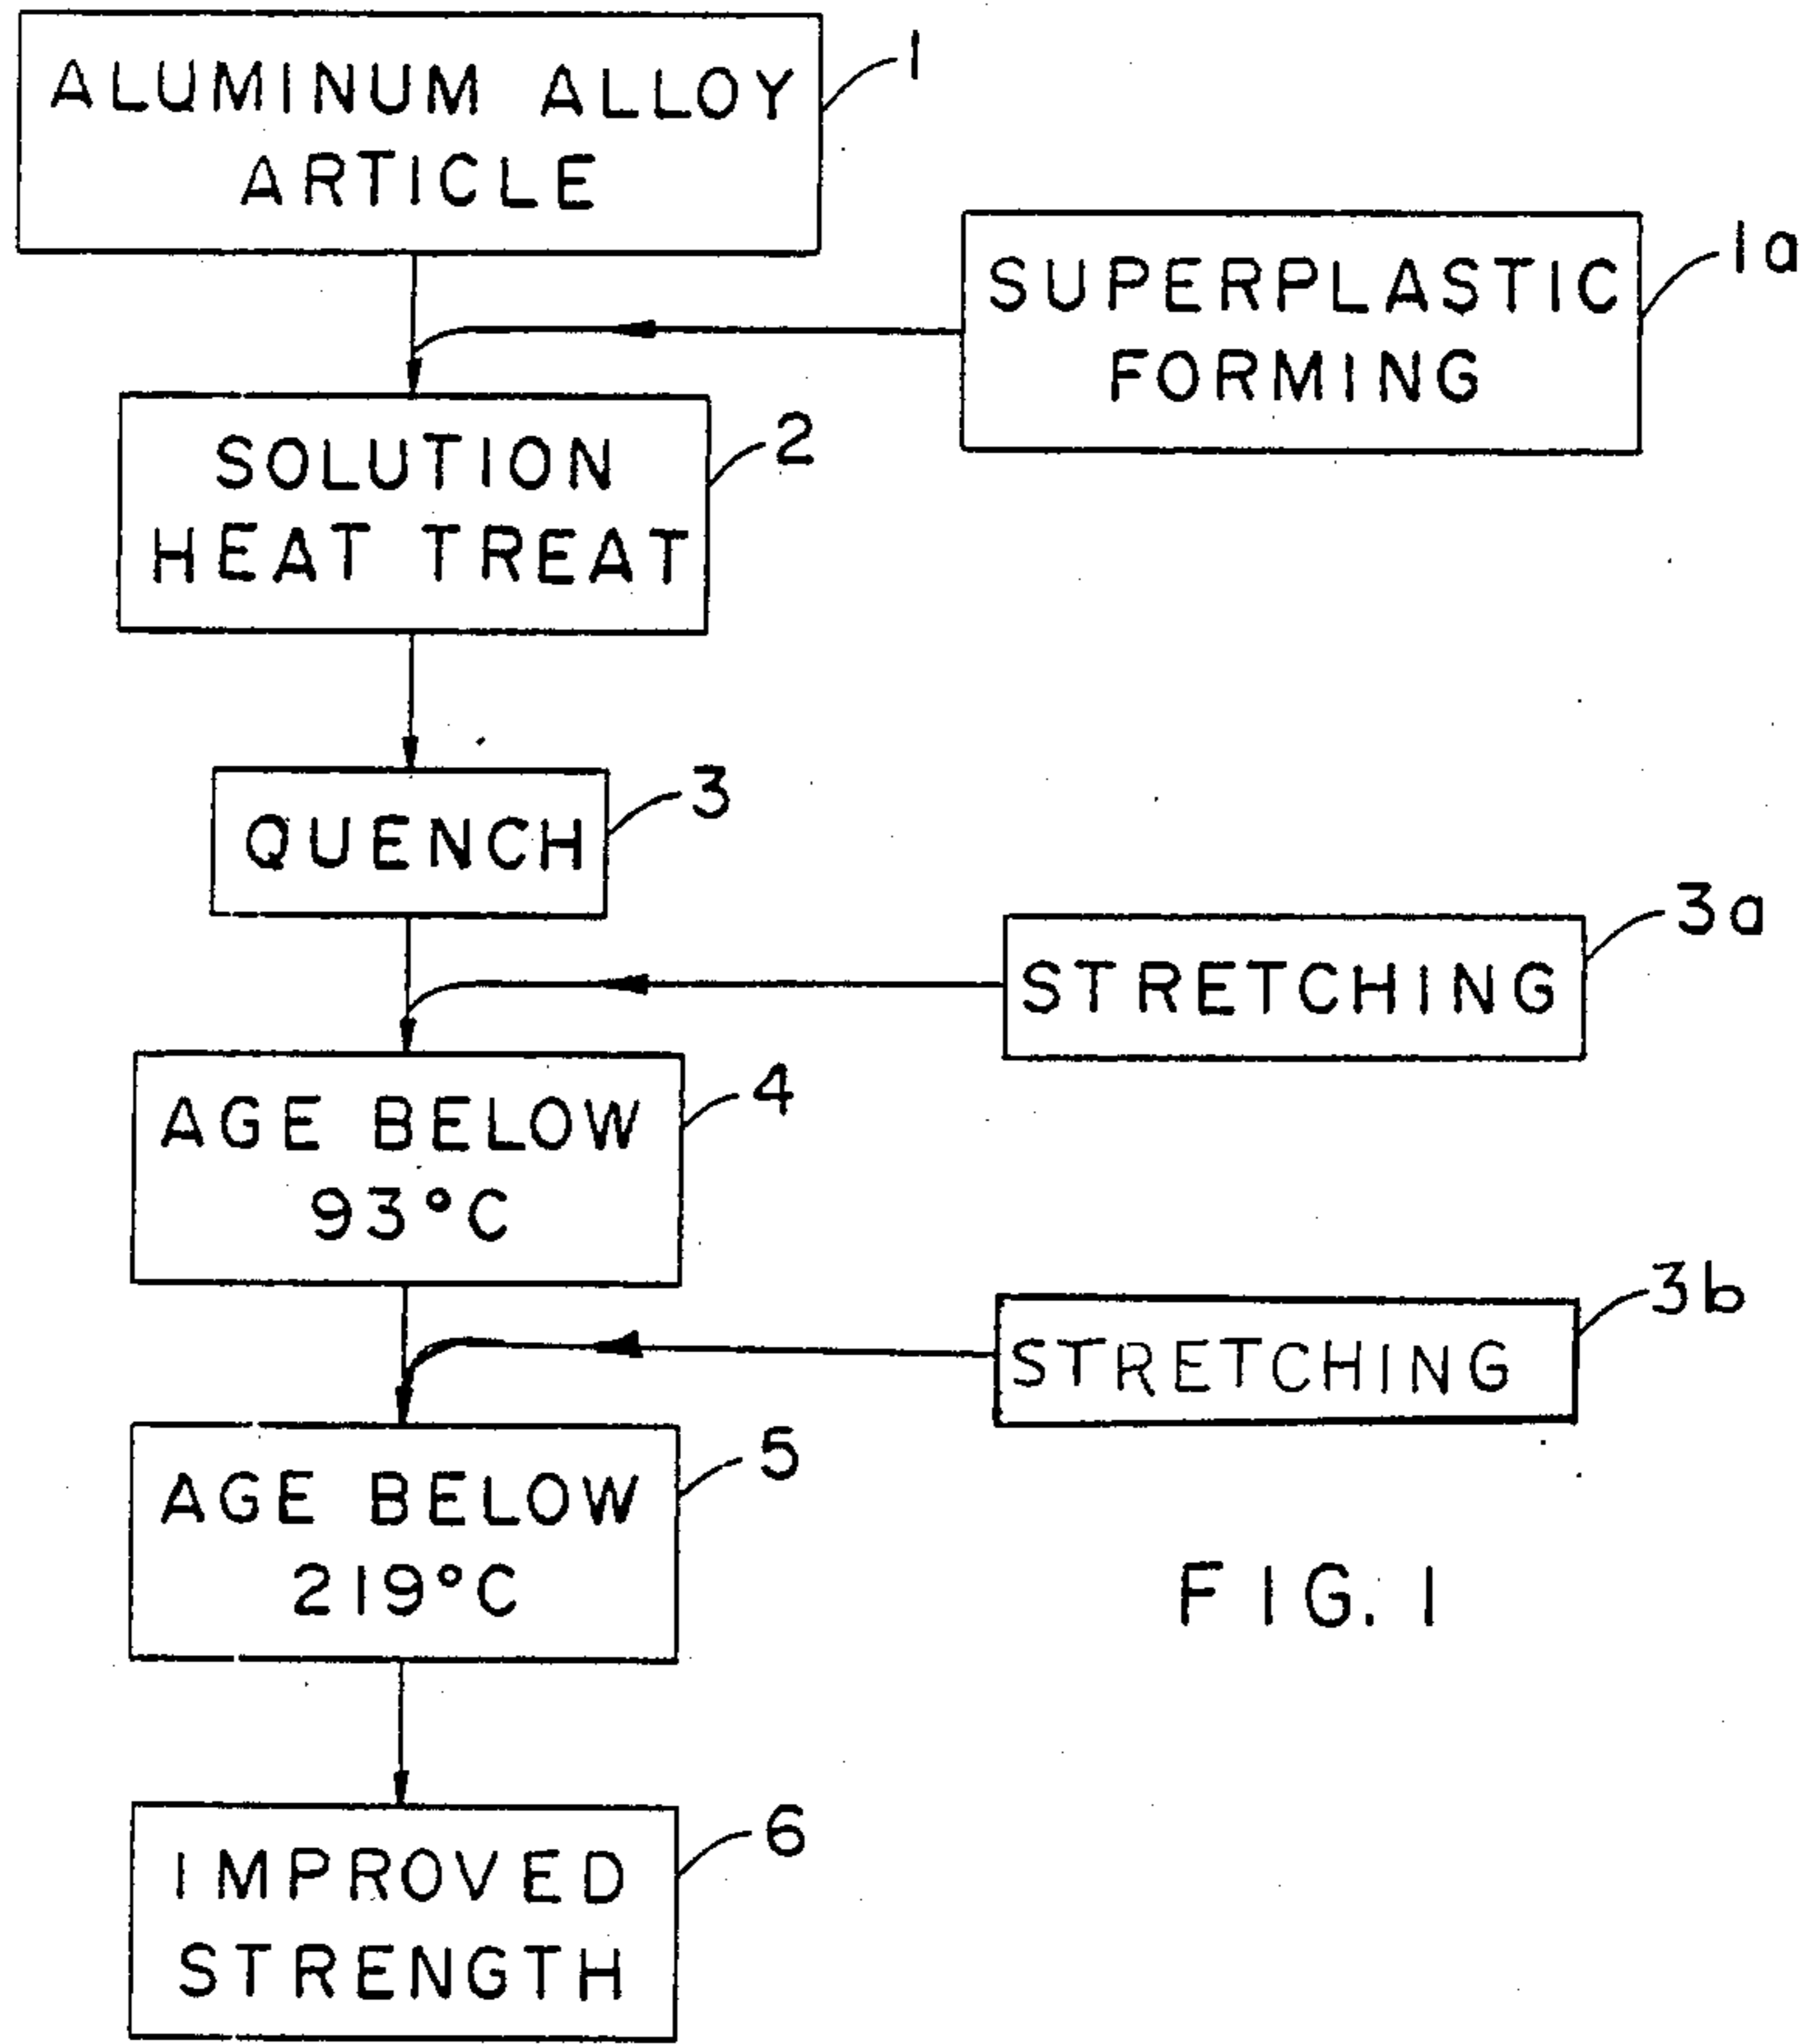 ALUMINUM ALLOY
ARTICLE
1
SUPERPLASTIC
FORMING
1a
SOLUTION
HEAT TREAT
2
QUENCH
3
STRETCHING
3a
AGE BELOW
93°C
4
STRETCHING
3b
AGE BELOW
219°C
5
FIG. 1
IMPROVED
STRENGTH
6